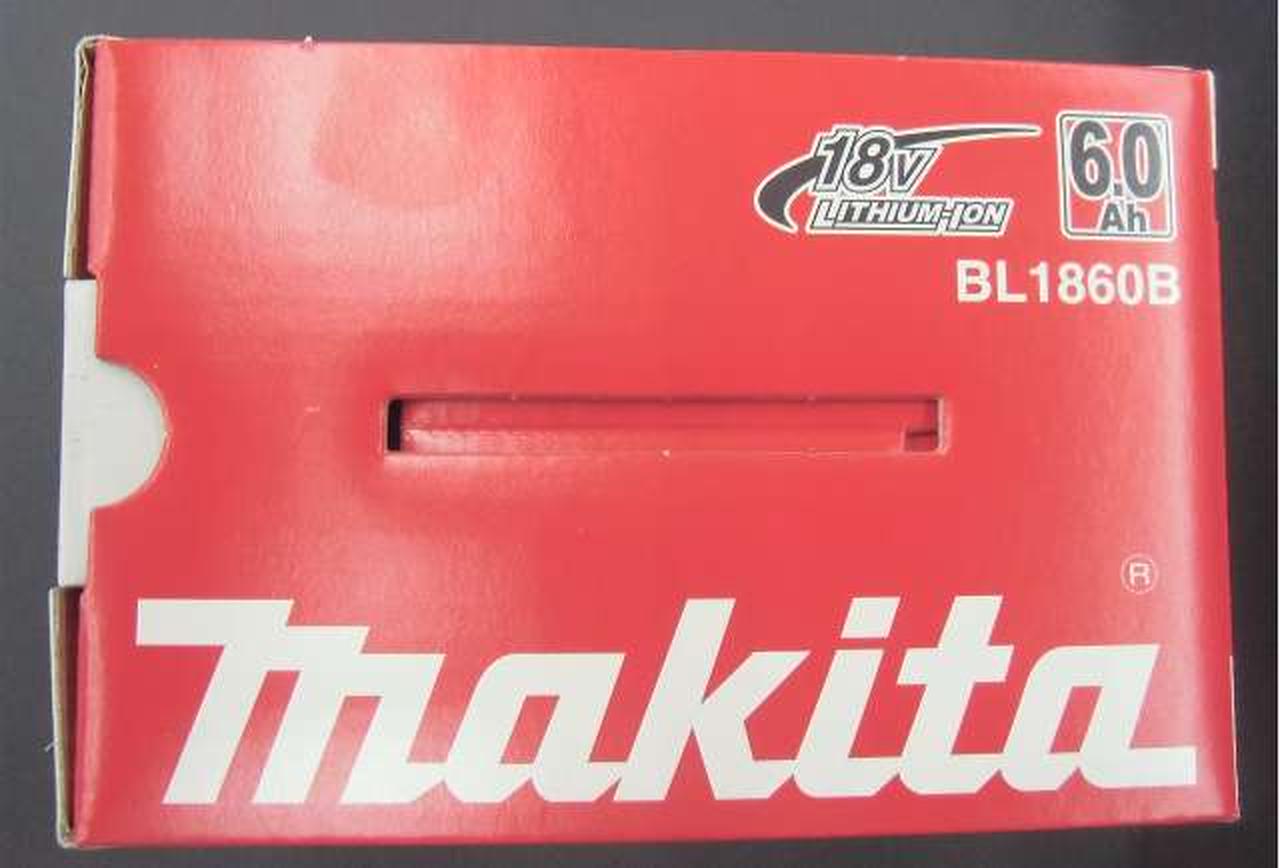 18V
LITHIUM-ION
6.0
Ah
BL1860B
®
makita